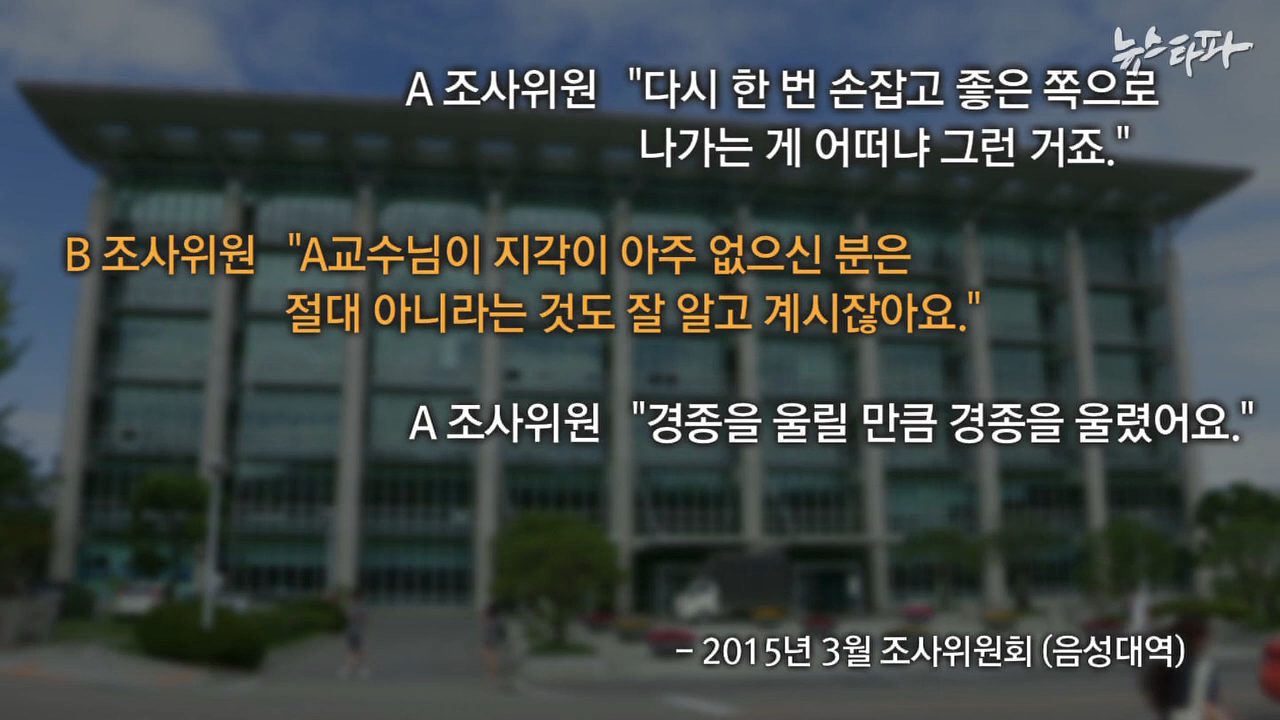 뉴스타파
A 조사위원 "다시 한 번 손잡고 좋은 쪽으로
나가는 게 어떠냐 그런 거죠."
B 조사위원 "A교수님이 지각이 아주 없으신 분은
절대 아니라는 것도 잘 알고 계시잖아요."
A 조사위원 "경종을 울릴 만큼 경종을 울렸어요."
- 2015년 3월 조사위원회 (음성대역)